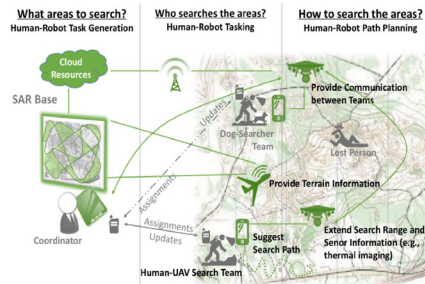 What areas to search?
Human-Robot Task Generation
Who searches the areas?
Human-Robot Tasking
How to search the areas?
Human-Robot Path Planning
Cloud
Resources
SAR Base
Provide Communication
between Teams
Updates
Dog-Searcher
Team
Lost Person
Assignments
Provide Terrain Information
Coordinator
Assignments
Updates
Suggest
Search Path
Extend Search Range and
Senor Information (e.g.,
thermal imaging)
Human-UAV Search Team